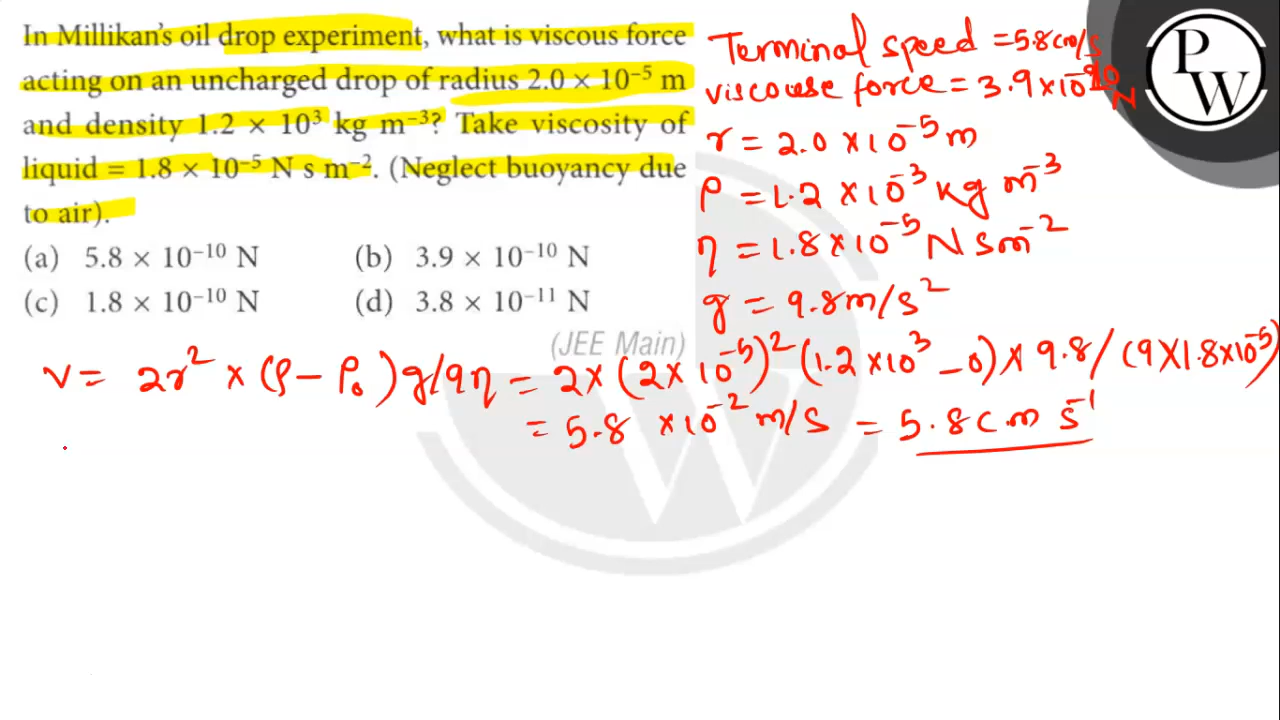 In Millikan's oil drop experiment, what is viscous force
acting on an uncharged drop of radius 2.0 × 10⁻⁵ m
and density 1.2 × 10³ kg m⁻³? Take viscosity of
liquid = 1.8 × 10⁻⁵ N s m⁻². (Neglect buoyancy due
to air).
(a) 5.8 × 10⁻¹⁰ N (b) 3.9 × 10⁻¹⁰ N
(c) 1.8 × 10⁻¹⁰ N (d) 3.8 × 10⁻¹¹ N
(JEE Main)
Terminal speed = 5.8 cm/s
viscouse force = 3.9 × 10⁻¹⁰ N
r = 2.0 × 10⁻⁵ m
ρ = 1.2 × 10⁻³ kg m⁻³
η = 1.8 × 10⁻⁵ N s m⁻²
g = 9.8 m/s²
v = 2r² × (ρ − ρ₀) g/9η = 2 × (2 × 10⁻⁵)² (1.2 × 10³ − 0) × 9.8 / (9 × 1.8 × 10⁻⁵)
= 5.8 × 10⁻² m/s = 5.8 cm s⁻¹
P
W